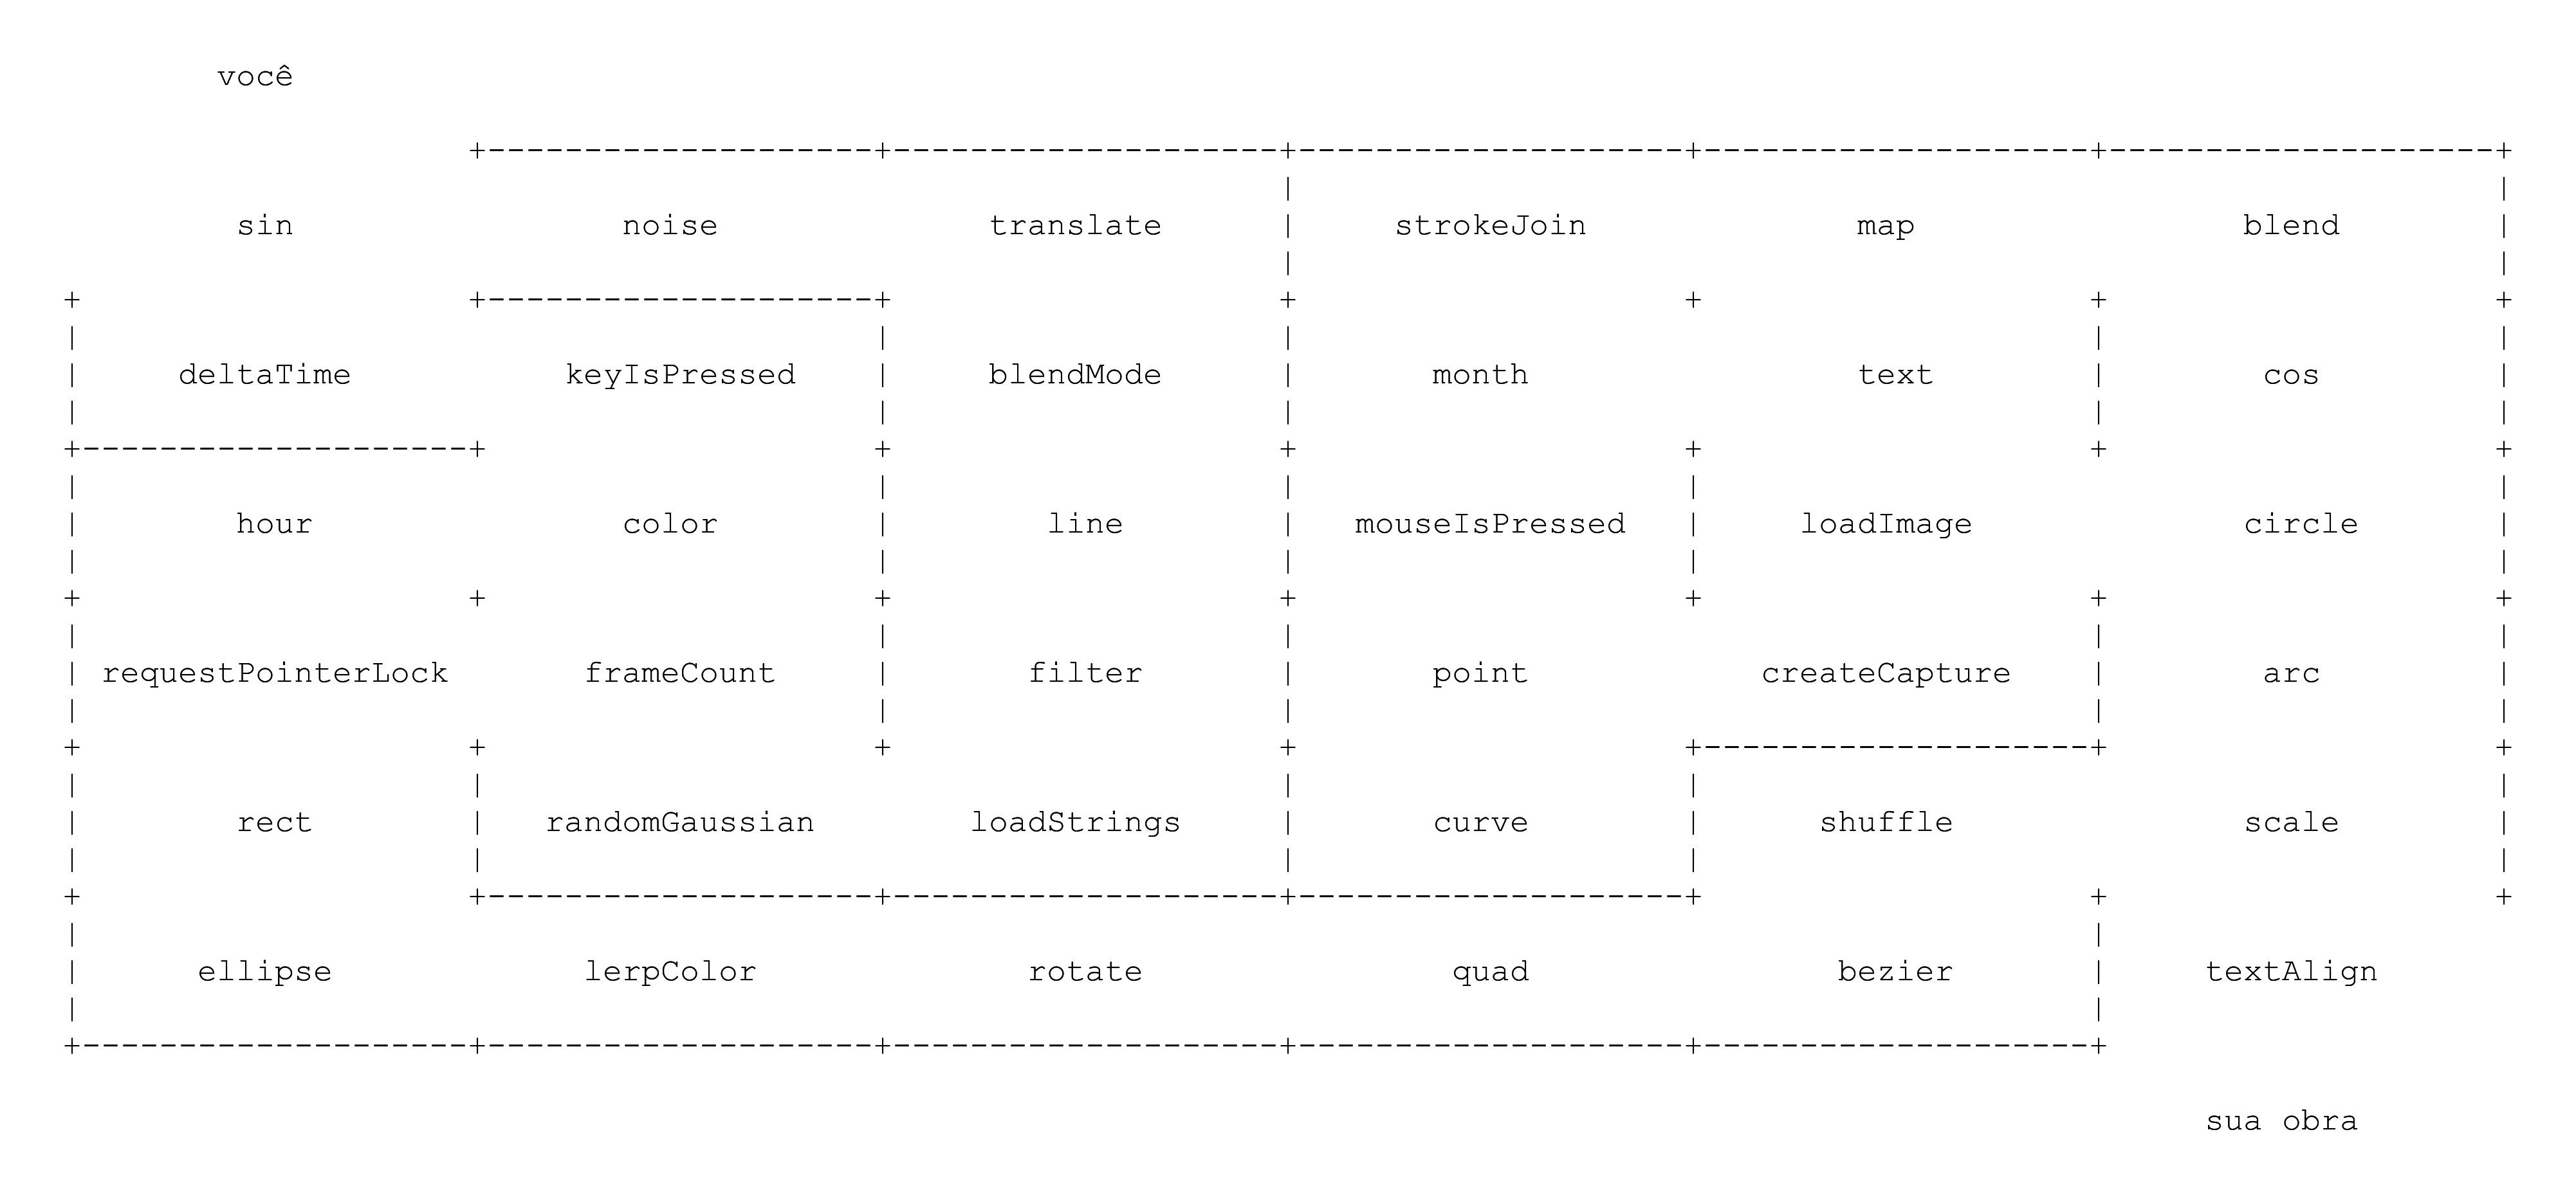 você
sin noise translate strokeJoin map blend
deltaTime keyIsPressed blendMode month text cos
hour color line mouseIsPressed loadImage circle
requestPointerLock frameCount filter point createCapture arc
rect randomGaussian loadStrings curve shuffle scale
ellipse lerpColor rotate quad bezier textAlign
sua obra